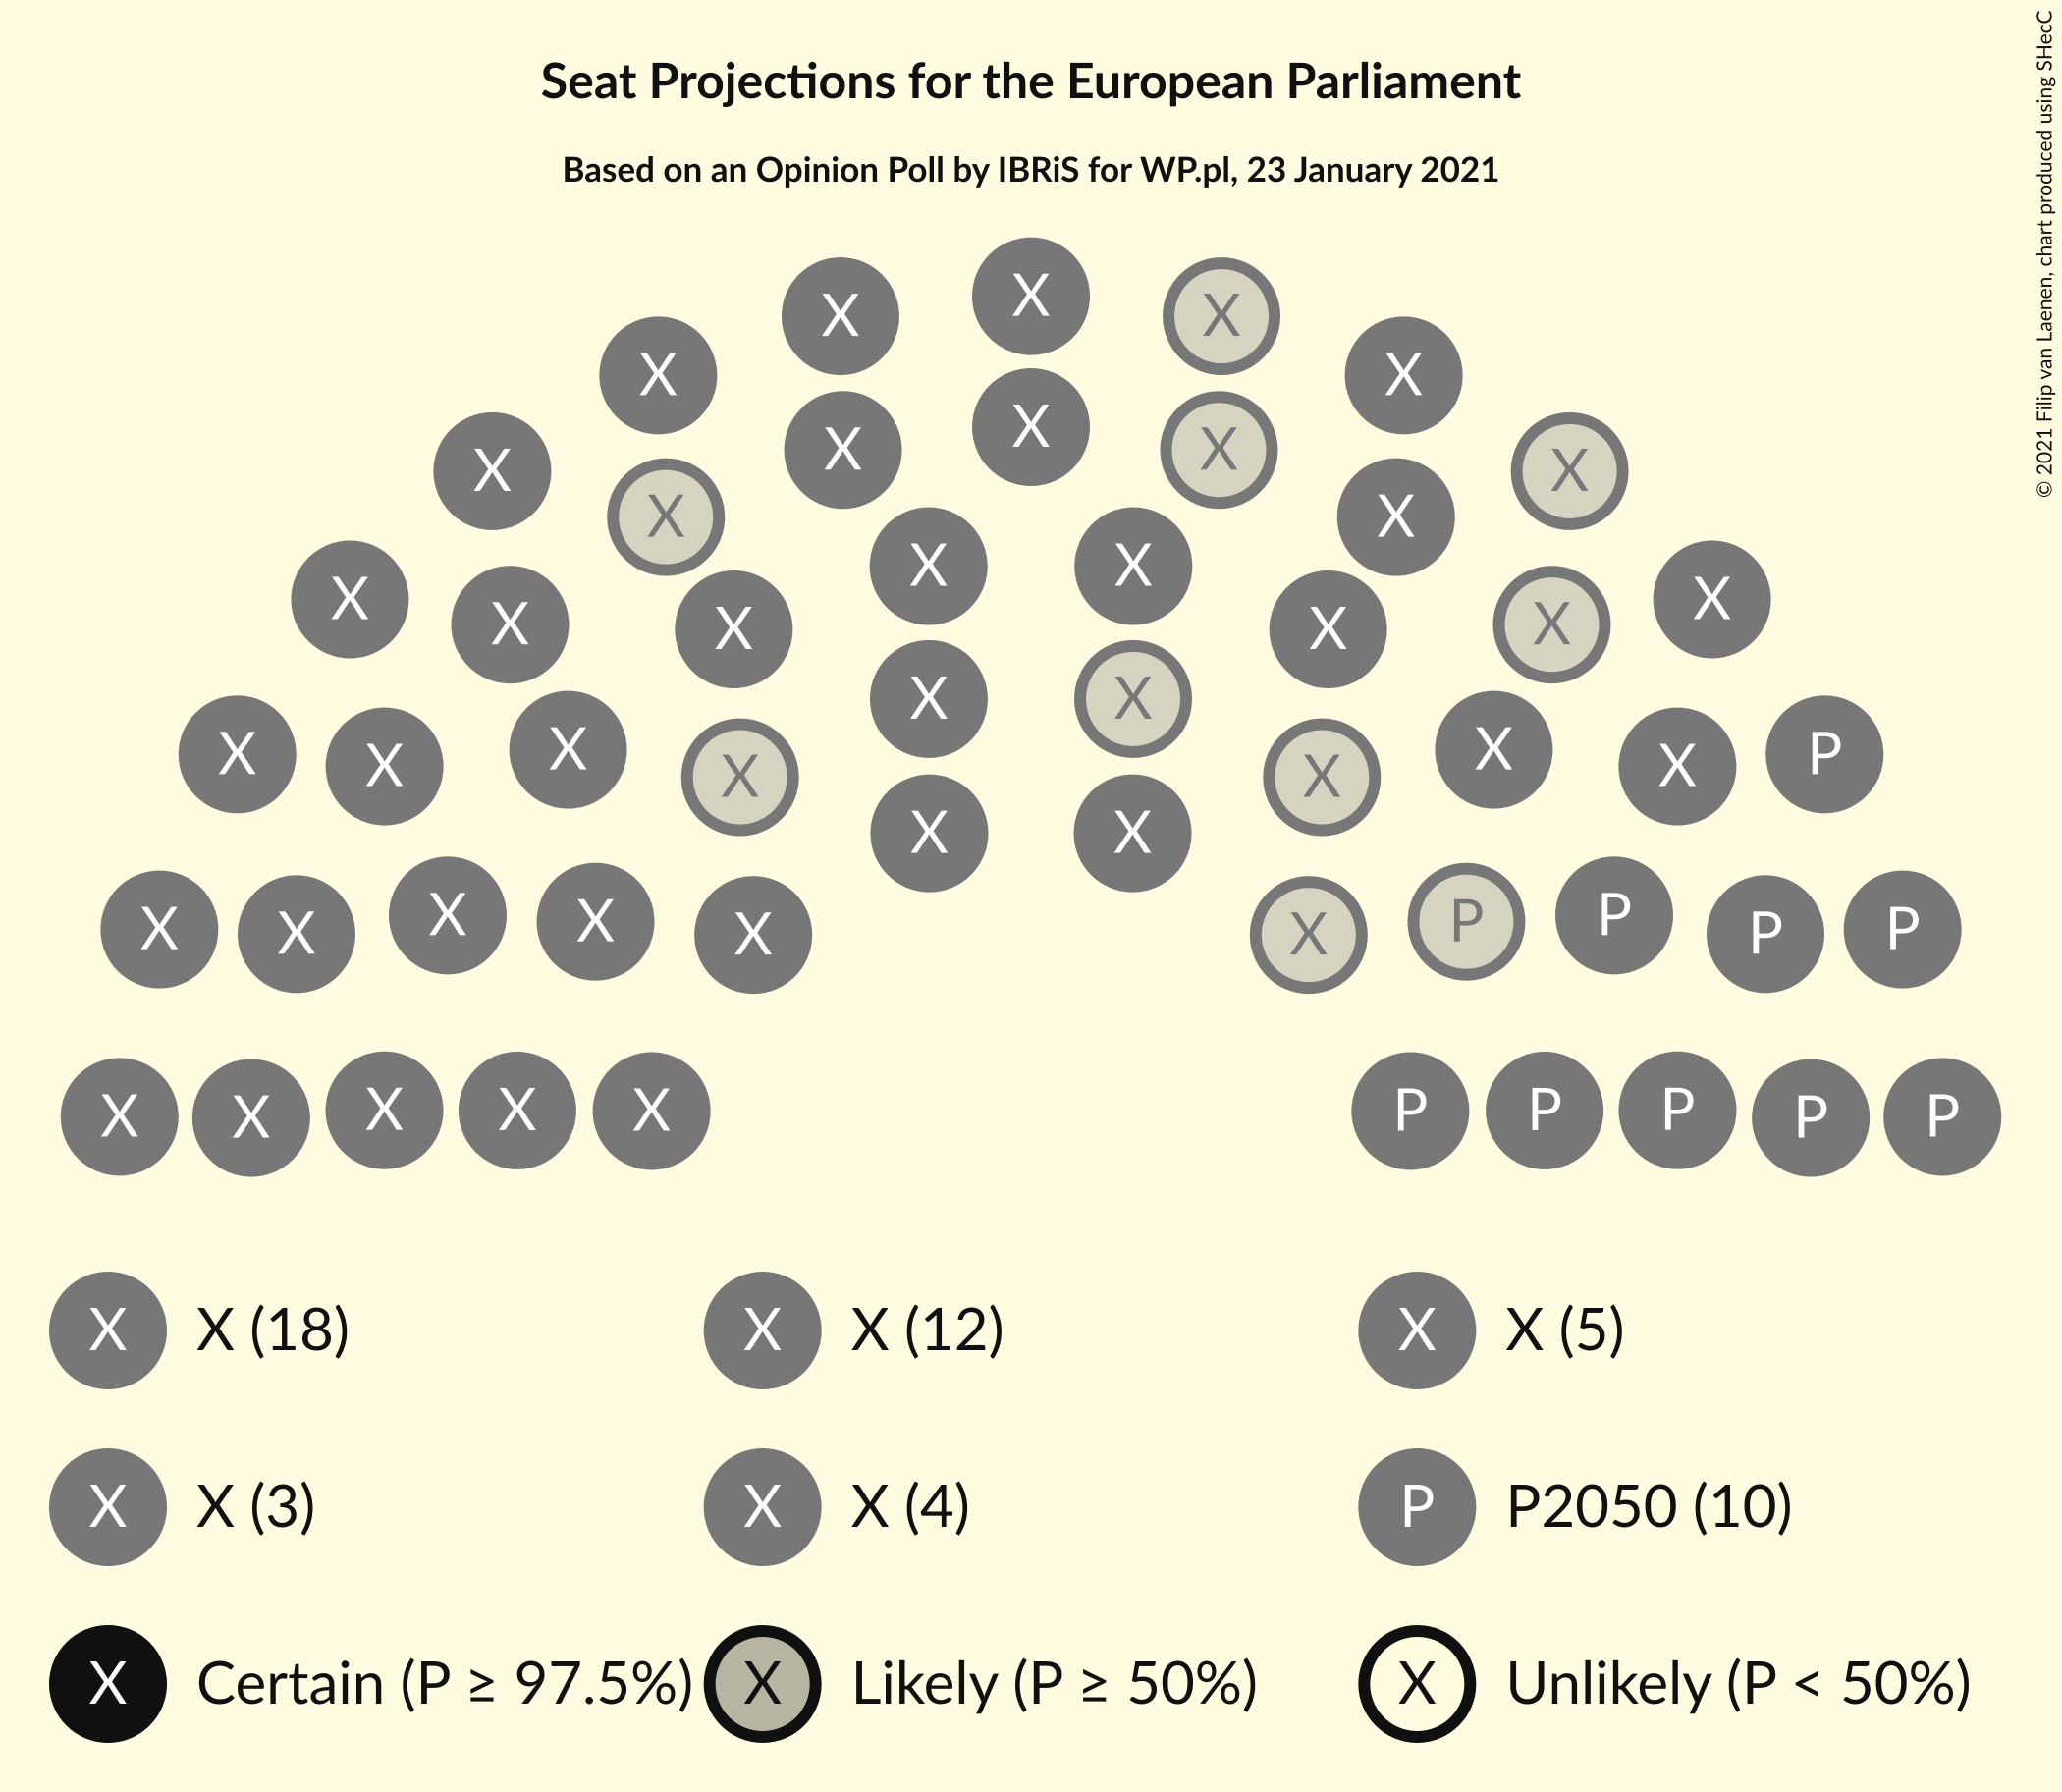 © 2021 Filip van Laenen, chart produced using SHecC
Seat Projections for the European Parliament
Based on an Opinion Poll by IBRiS for WP.pl, 23 January 2021
X
X X
X X
X
X X
X X
X X
X X
X X X X X X
X X
X X X X X X X P
X X
X X X X X X P P P P
X X X X X P P P P P
X X (18) X X (12) X X (5)
X X (3) X X (4) P P2050 (10)
X Certain (P ≥ 97.5%) X Likely (P ≥ 50%) X Unlikely (P < 50%)